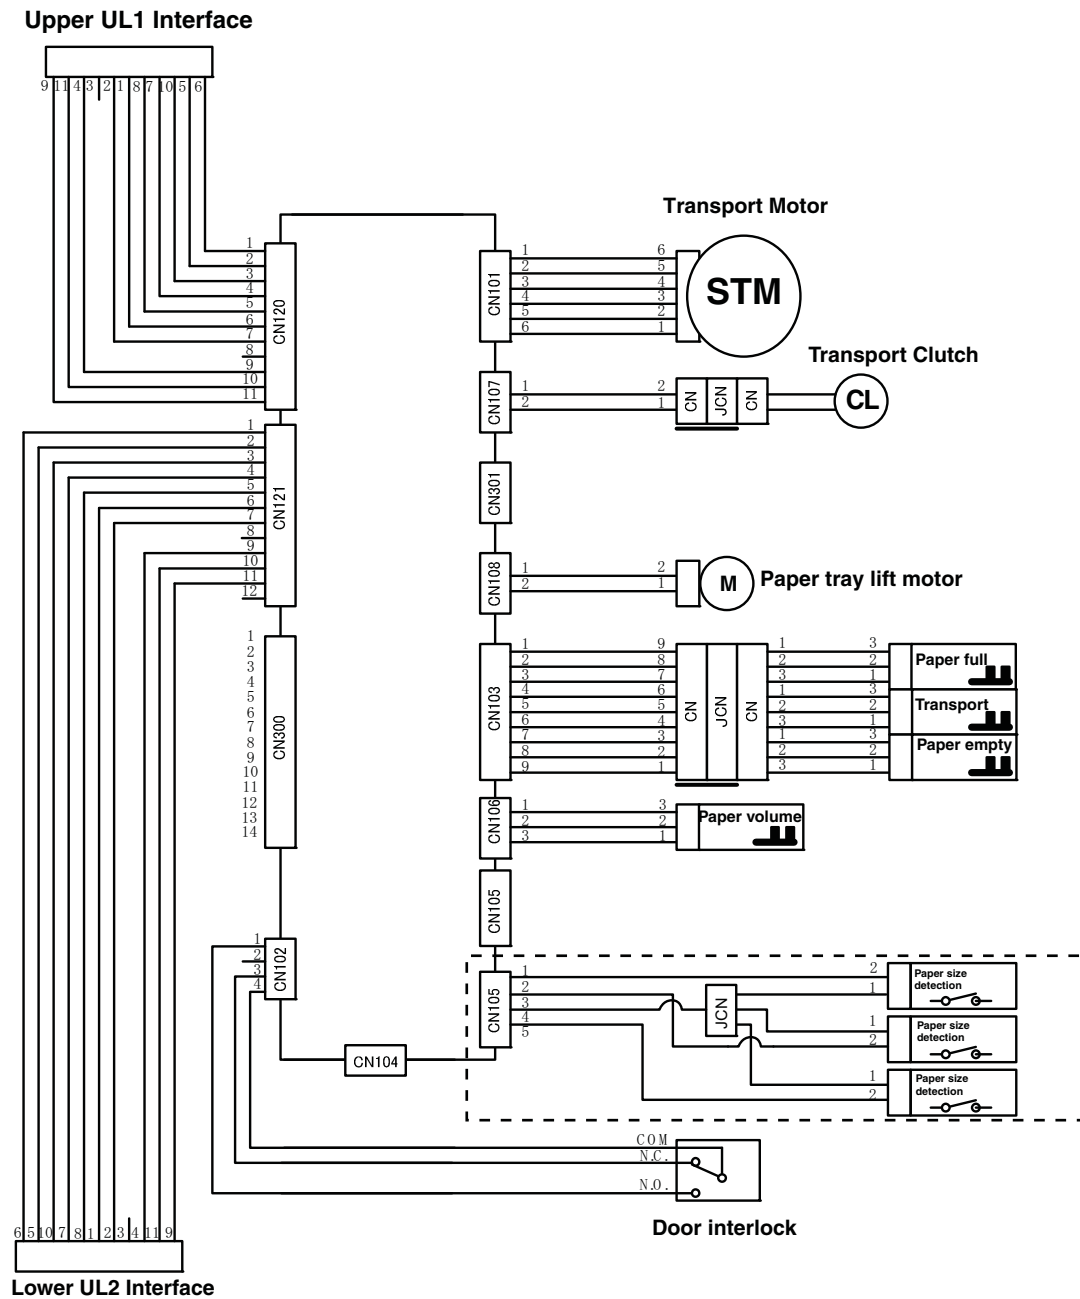 Upper UL1 Interface
9 11 4 3 2 1 8 7 10 5 6
1
2
3
4
5
6
7
8
9
10
11
CN120
1
2
3
4
5
6
7
8
9
10
11
12
CN121
1
2
3
4
5
6
7
8
9
10
11
12
13
14
CN300
1
2
3
4
CN102
CN104
Transport Motor
CN101
1 6
2 5
3 4
4 3
5 2
6 1
STM
Transport Clutch
CN107
1 2
2 1
CN JCN CN
CL
CN301
CN108
1 2
2 1
M
Paper tray lift motor
CN103
1 9
2 8
3 7
4 6
5 5
6 4
7 3
8 2
9 1
CN JCN CN
1 3
2 2
3 1
Paper full
1 3
2 2
3 1
Transport
1 3
2 2
3 1
Paper empty
CN106
1 3
2 2
3 1
Paper volume
CN105
CN105
1
2
3
4
5
JCN
2
1
Paper size
detection
1
2
Paper size
detection
1
2
Paper size
detection
COM
N.C.
N.O.
Door interlock
6 5 10 7 8 1 2 3 4 11 9
Lower UL2 Interface